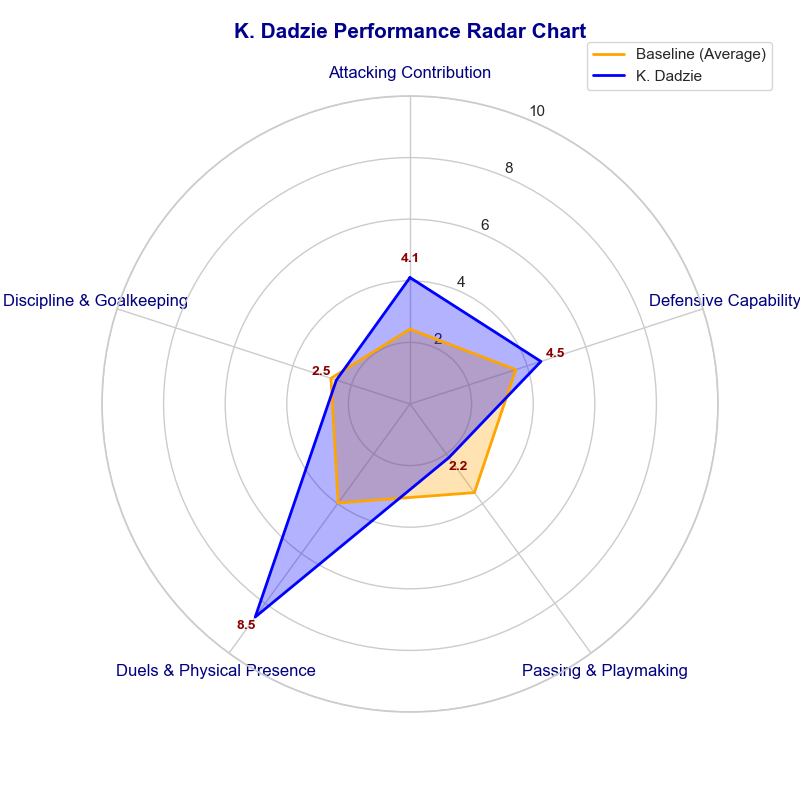 K. Dadzie Performance Radar Chart
Baseline (Average)
K. Dadzie
Attacking Contribution
10
8
6
4
2
4.1
Discipline & Goalkeeping
Defensive Capability
4.5
2.5
2.2
8.5
Duels & Physical Presence
Passing & Playmaking